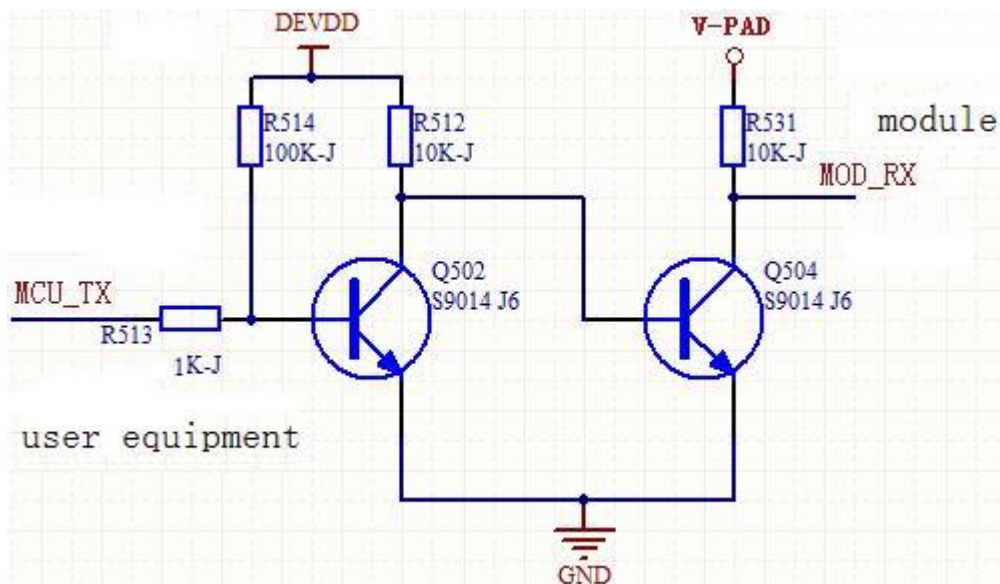 DEVDD
V-PAD
R514
100K-J
R512
10K-J
R531
10K-J
module
MOD_RX
Q502
S9014 J6
Q504
S9014 J6
MCU_TX
R513
1K-J
user equipment
GND